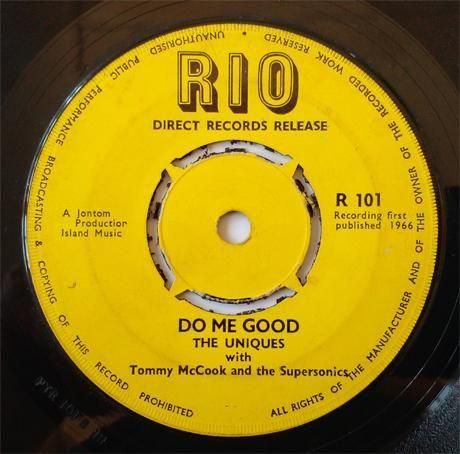 RIO
DIRECT RECORDS RELEASE
A Jontom
Production
Island Music
R 101
Recording first
published 1966
DO ME GOOD
THE UNIQUES
with
Tommy McCook and the Supersonics
ALL RIGHTS OF THE MANUFACTURER AND OF THE OWNER OF THE RECORDED WORK RESERVED
UNAUTHORISED PUBLIC PERFORMANCE BROADCASTING & COPYING OF THIS RECORD PROHIBITED